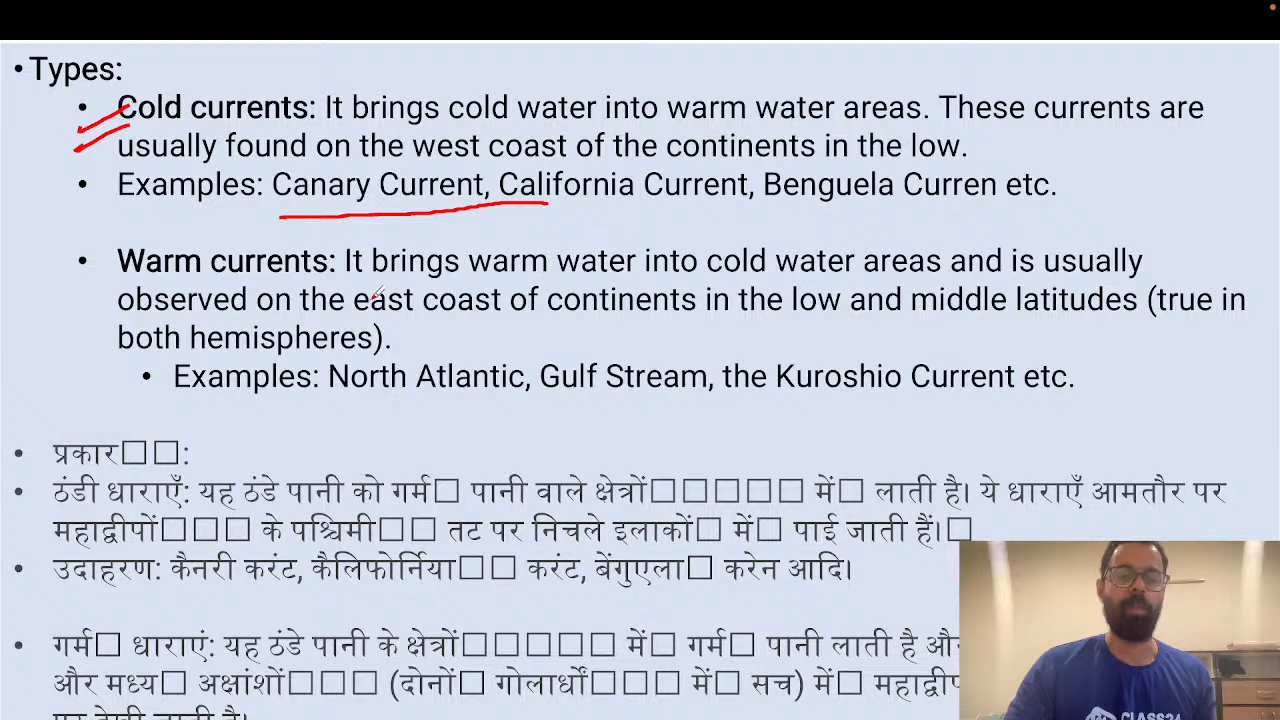 • Types:
• Cold currents: It brings cold water into warm water areas. These currents are
usually found on the west coast of the continents in the low.
• Examples: Canary Current, California Current, Benguela Curren etc.
• Warm currents: It brings warm water into cold water areas and is usually
observed on the east coast of continents in the low and middle latitudes (true in
both hemispheres).
• Examples: North Atlantic, Gulf Stream, the Kuroshio Current etc.
• प्रकार□□:
• ठंडी धाराएँ: यह ठंडे पानी को गर्म□ पानी वाले क्षेत्रों□□□□□ में□ लाती है। ये धाराएँ आमतौर पर
महाद्वीपों□□□ के पश्चिमी□□ तट पर निचले इलाकों□ में□ पाई जाती हैं।□
• उदाहरण: कैनरी करंट, कैलिफोर्निया□□ करंट, बेंगुएला□ करेन आदि।
• गर्म□ धाराएं: यह ठंडे पानी के क्षेत्रों□□□□□ में□ गर्म□ पानी लाती है
और मध्य□ अक्षांशों□□□ (दोनों□ गोलार्धों□□□ में□ सच) में□
CLASS24